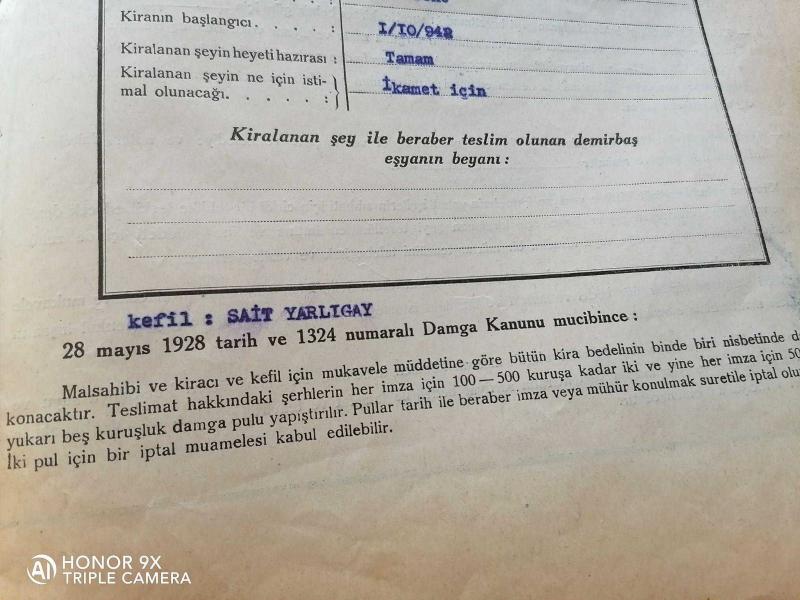 Kiranın başlangıcı . . . . :
I/IO/942
Kiralanan şeyin heyeti hazırası :
Tamam
Kiralanan şeyin ne için isti-
mal olunacağı. . . . . :
İkamet için
Kiralanan şey ile beraber teslim olunan demirbaş
eşyanın beyanı :
kefil : SAİT YARLIGAY
28 mayıs 1928 tarih ve 1324 numaralı Damga Kanunu mucibince :
Malsahibi ve kiracı ve kefil için mukavele müddetine göre bütün kira bedelinin binde biri nisbetinde
konacaktır. Teslimat hakkındaki şerhlerin her imza için 100 — 500 kuruşa kadar iki ve yine her imza için
yukarı beş kuruşluk damga pulu yapıştırılır. Pullar tarih ile beraber imza veya mühür konulmak suretile iptal
İki pul için bir iptal muamelesi kabul edilebilir.
HONOR 9X
TRIPLE CAMERA